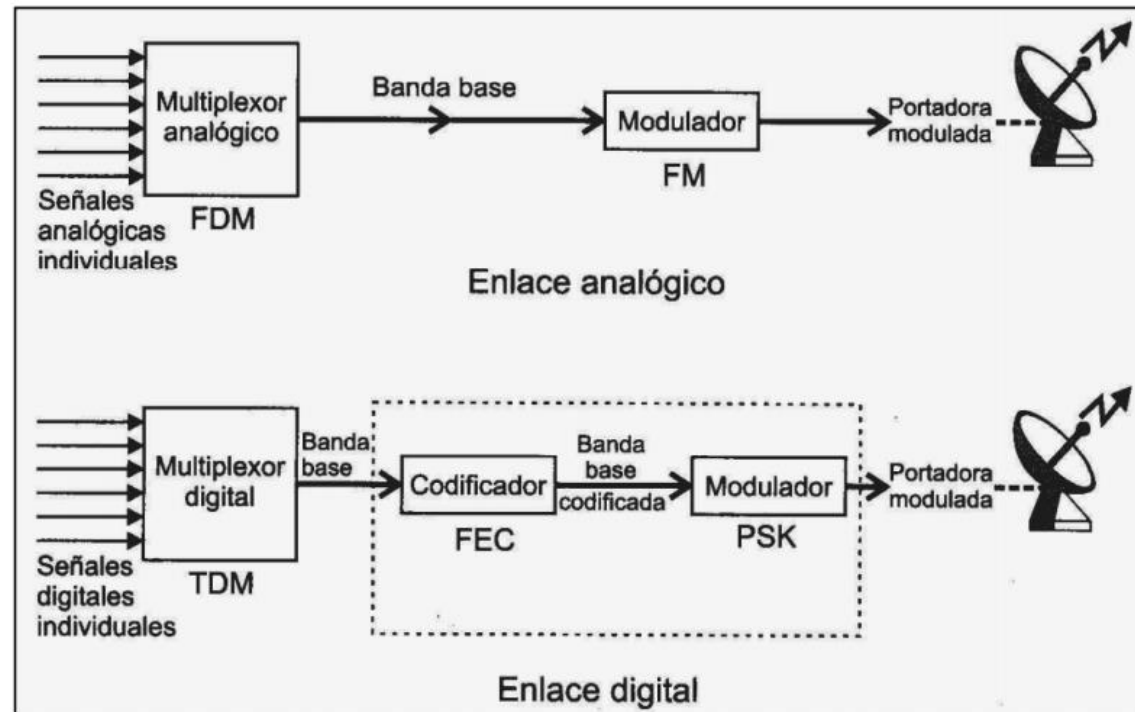 Multiplexor
analógico
FDM
Señales
analógicas
individuales
Banda base
Modulador
FM
Portadora
modulada
Enlace analógico
Multiplexor
digital
TDM
Señales
digitales
individuales
Banda
base
Codificador
FEC
Banda
base
codificada
Modulador
PSK
Portadora
modulada
Enlace digital